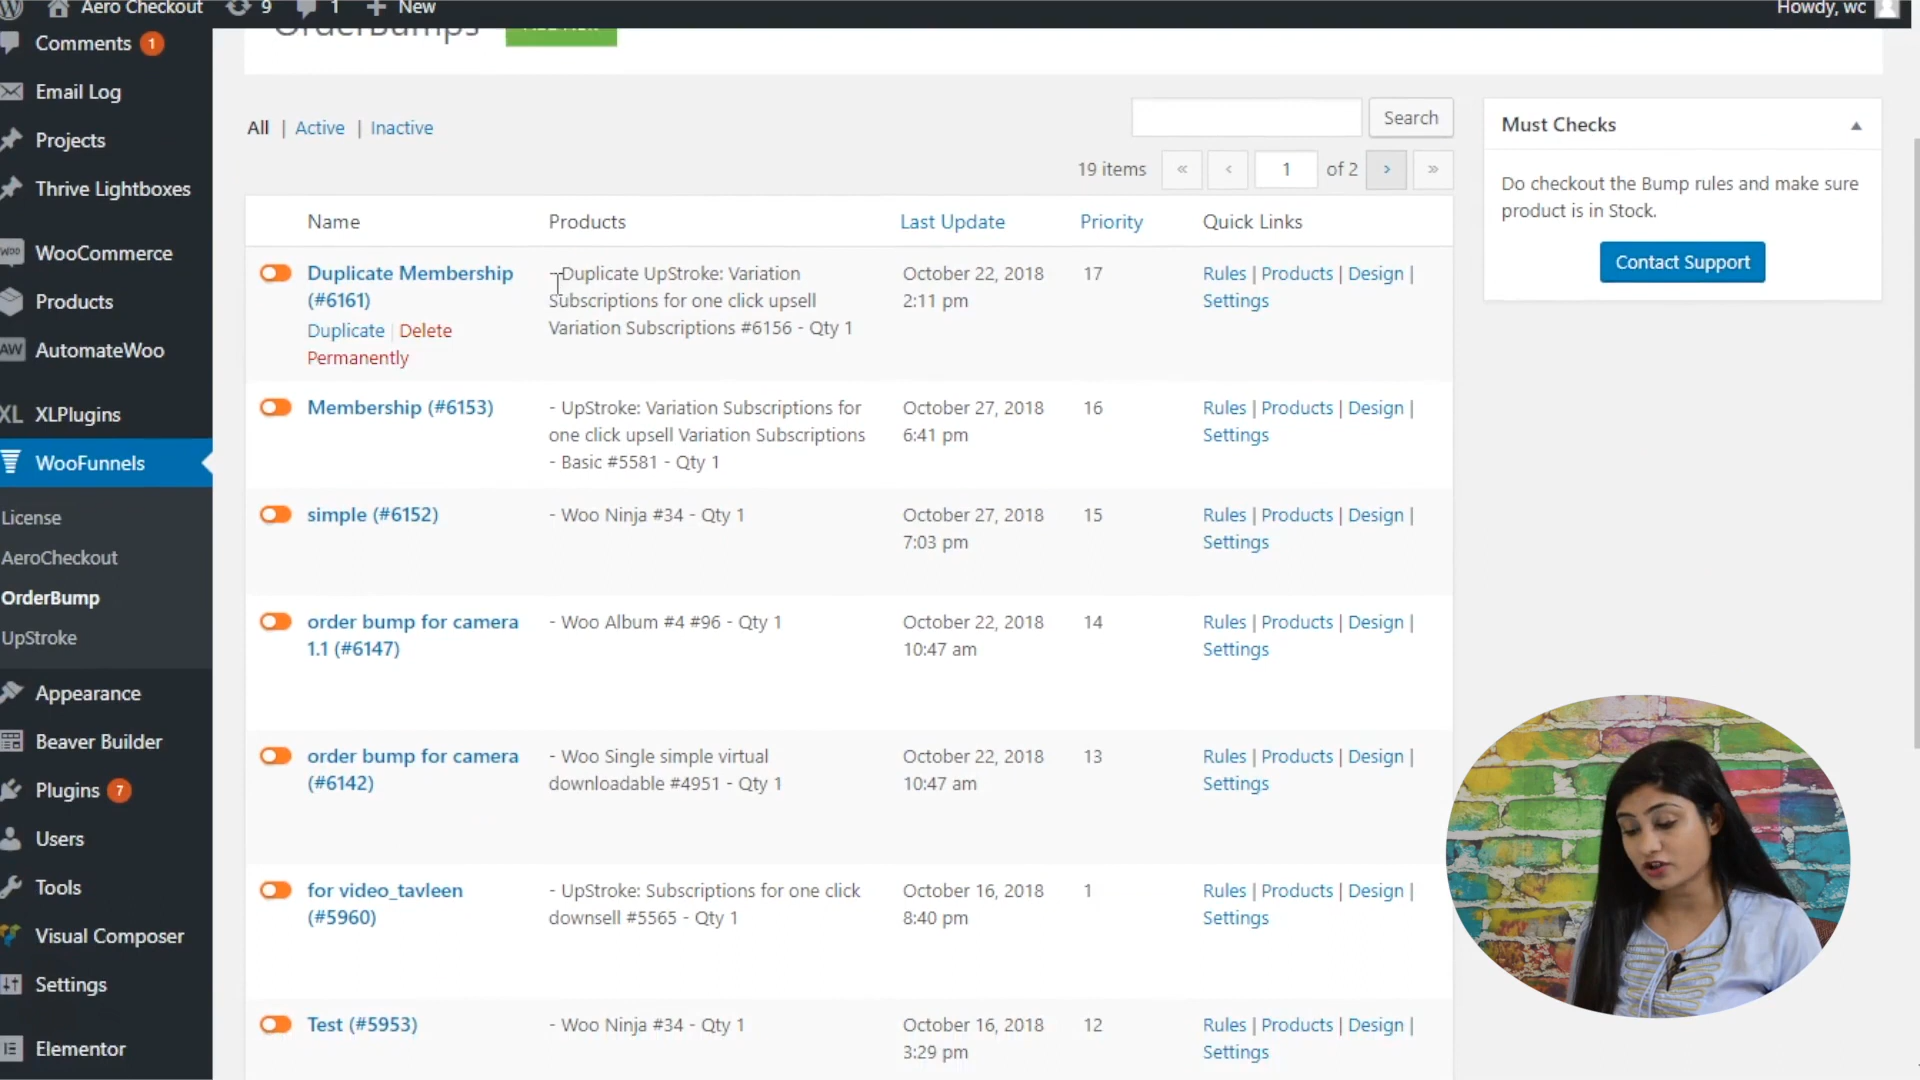 Aero Checkout 9 1 New Howdy, wc
OrderBumps ADD NEW
Comments 1
Email Log
Projects
Thrive Lightboxes
WooCommerce
Products
AutomateWoo
XLPlugins
WooFunnels
License
AeroCheckout
OrderBump
UpStroke
Appearance
Beaver Builder
Plugins 7
Users
Tools
Visual Composer
Settings
Elementor
All | Active | Inactive
Search
19 items « ‹ 1 of 2 › »
Name Products Last Update Priority Quick Links
Duplicate Membership - Duplicate UpStroke: Variation October 22, 2018 17 Rules | Products | Design |
(#6161) Subscriptions for one click upsell 2:11 pm Settings
Duplicate | Delete Variation Subscriptions #6156 - Qty 1
Permanently
Membership (#6153) - UpStroke: Variation Subscriptions for October 27, 2018 16 Rules | Products | Design |
one click upsell Variation Subscriptions 6:41 pm Settings
- Basic #5581 - Qty 1
simple (#6152) - Woo Ninja #34 - Qty 1 October 27, 2018 15 Rules | Products | Design |
7:03 pm Settings
order bump for camera - Woo Album #4 #96 - Qty 1 October 22, 2018 14 Rules | Products | Design |
1.1 (#6147) 10:47 am Settings
order bump for camera - Woo Single simple virtual October 22, 2018 13 Rules | Products | Design |
(#6142) downloadable #4951 - Qty 1 10:47 am Settings
for video_tavleen - UpStroke: Subscriptions for one click October 16, 2018 1 Rules | Products | Design |
(#5960) downsell #5565 - Qty 1 8:40 pm Settings
Test (#5953) - Woo Ninja #34 - Qty 1 October 16, 2018 12 Rules | Products | Design |
3:29 pm Settings
Must Checks
Do checkout the Bump rules and make sure
product is in Stock.
Contact Support